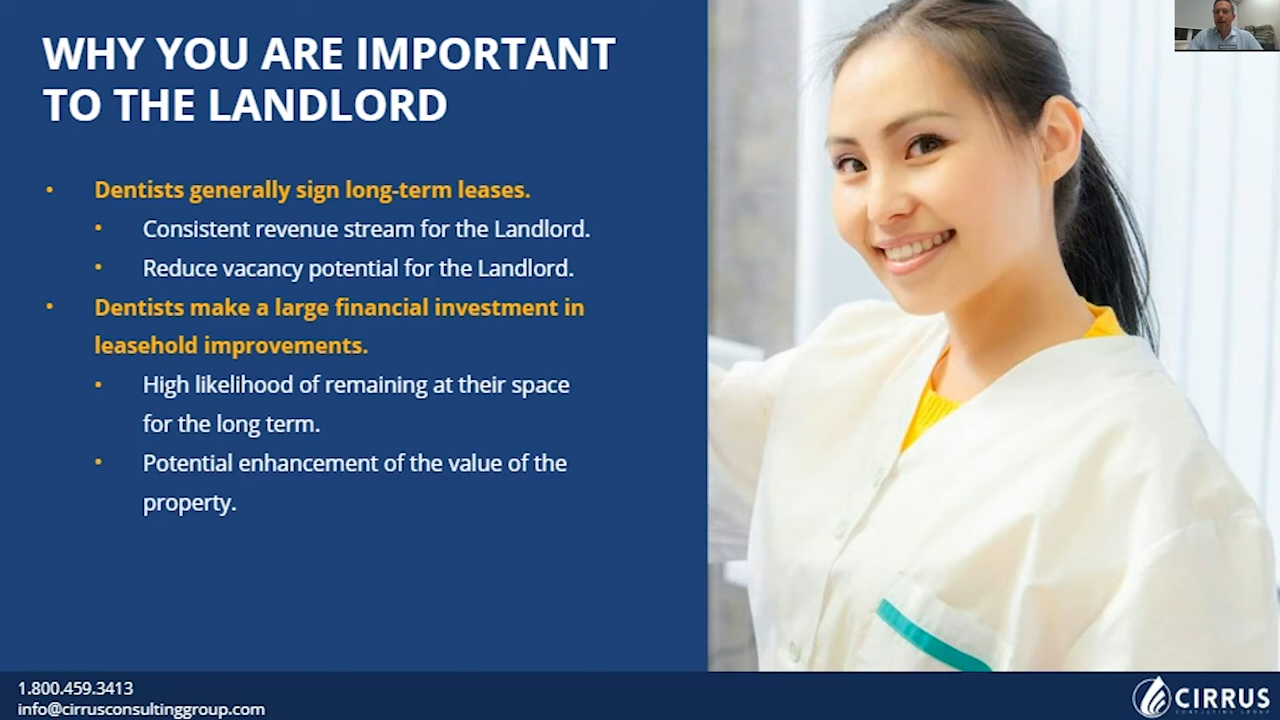 WHY YOU ARE IMPORTANT
TO THE LANDLORD
• Dentists generally sign long-term leases.
• Consistent revenue stream for the Landlord.
• Reduce vacancy potential for the Landlord.
• Dentists make a large financial investment in
leasehold improvements.
• High likelihood of remaining at their space
for the long term.
• Potential enhancement of the value of the
property.
1.800.459.3413
info@cirrusconsultinggroup.com
CIRRUS
CONSULTING GROUP